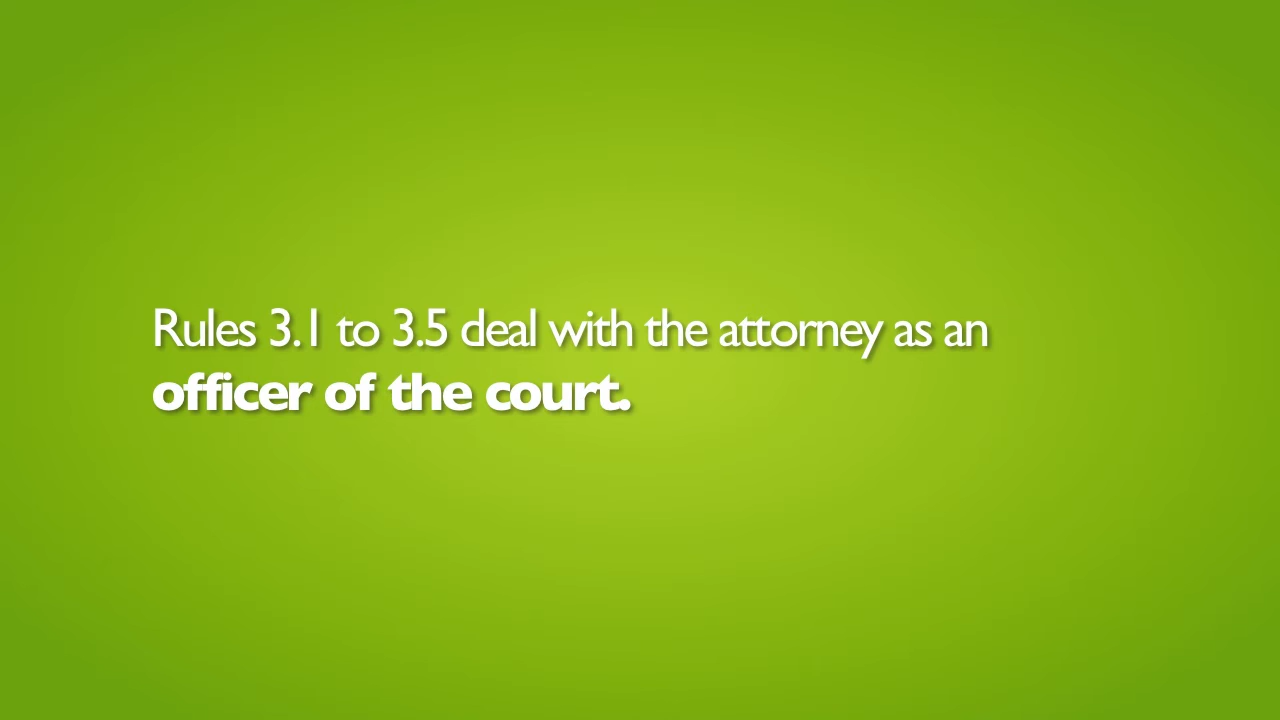 Rules 3.1 to 3.5 deal with the attorney as an
officer of the court.